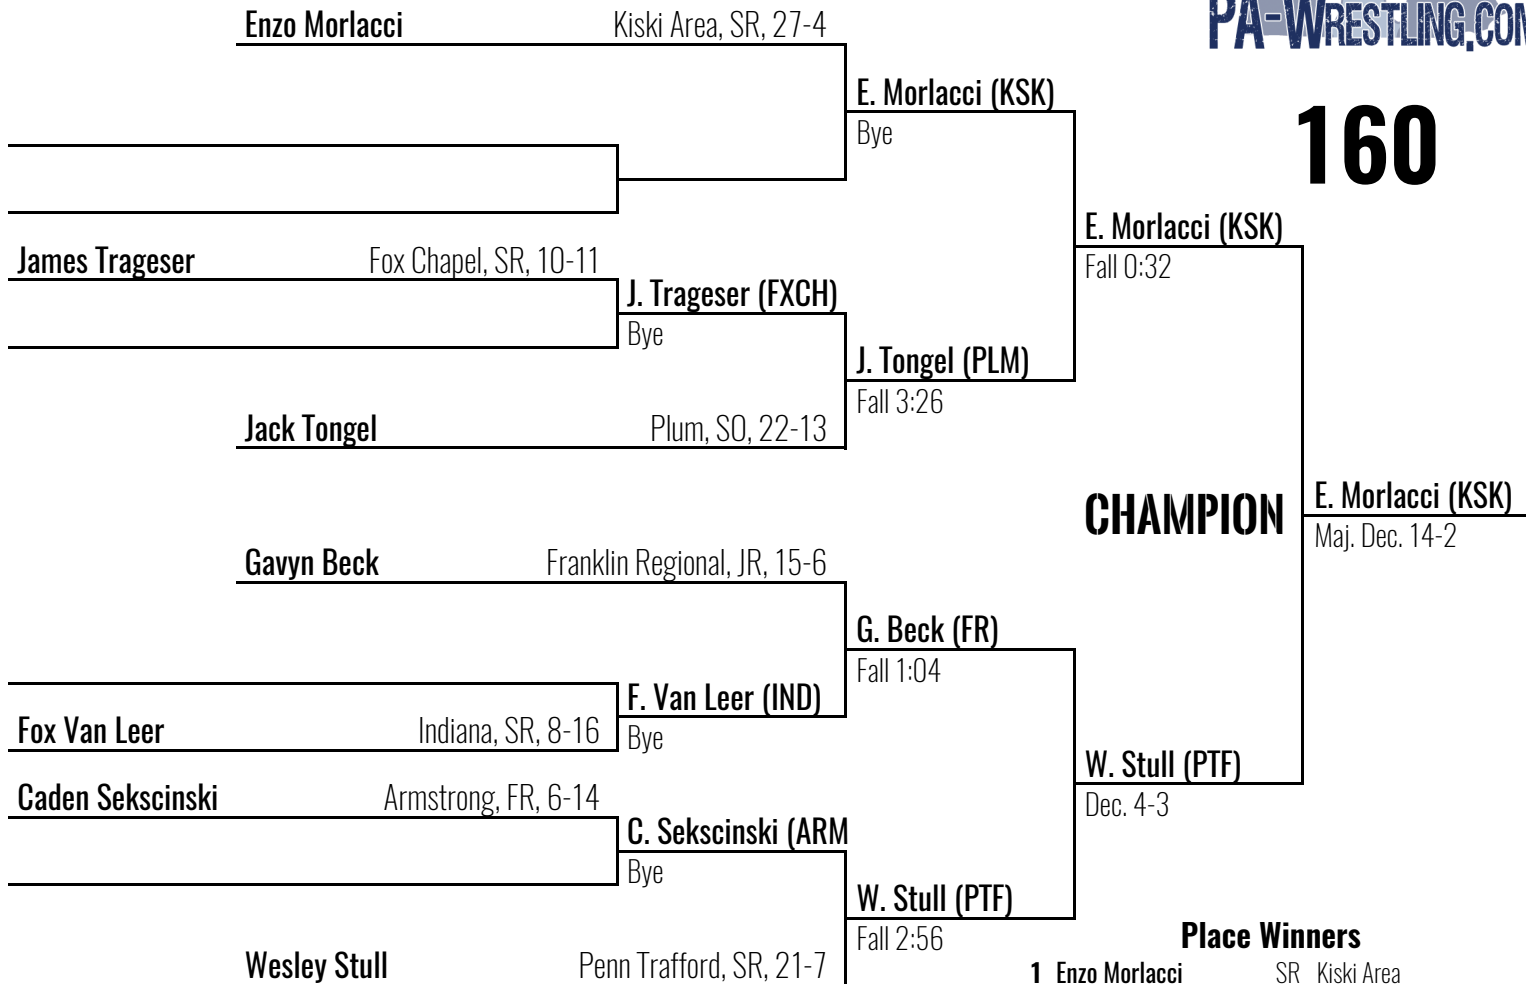 PA-WRESTLING.COM
Enzo Morlacci Kiski Area, SR, 27-4
E. Morlacci (KSK)
Bye
160
E. Morlacci (KSK)
Fall 0:32
James Trageser Fox Chapel, SR, 10-11
J. Trageser (FXCH)
Bye
J. Tongel (PLM)
Fall 3:26
Jack Tongel Plum, SO, 22-13
CHAMPION
E. Morlacci (KSK)
Maj. Dec. 14-2
Gavyn Beck Franklin Regional, JR, 15-6
G. Beck (FR)
Fall 1:04
F. Van Leer (IND)
Fox Van Leer Indiana, SR, 8-16
Bye
W. Stull (PTF)
Dec. 4-3
Caden Sekscinski Armstrong, FR, 6-14
C. Sekscinski (ARM
Bye
W. Stull (PTF)
Fall 2:56
Wesley Stull Penn Trafford, SR, 21-7
Place Winners
1 Enzo Morlacci SR Kiski Area